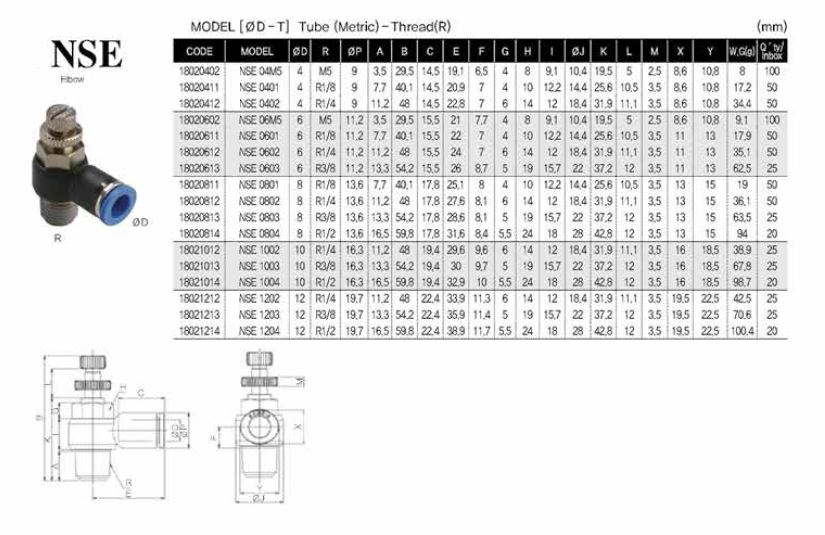 MODEL [ØD-T] Tube (Metric)-Thread(R) (mm)
NSE
Elbow
CODE MODEL ØD R ØP A B C E F G H I ØJ K L M X Y W.G(g) Q'ty/Inbox
18020402 NSE 04M5 4 M5 9 3,5 29,5 14,5 19,1 6,5 4 8 9,1 10,4 19,5 5 2,5 8,6 10,8 8 100
18020411 NSE 0401 4 R1/8 9 7,7 40,1 14,5 20,9 7 4 10 12,2 14,4 25,6 10,5 3,5 8,6 10,8 17,2 50
18020412 NSE 0402 4 R1/4 9 11,2 48 14,5 22,8 7 6 14 12 18,4 31,9 11,1 3,5 8,6 10,8 34,4 50
18020602 NSE 06M5 6 M5 11,2 3,5 29,5 15,5 21 7,7 4 8 9,1 10,4 19,5 5 2,5 8,6 10,8 9,1 100
18020611 NSE 0601 6 R1/8 11,2 7,7 40,1 15,5 22 7 4 10 12,2 14,4 25,6 10,5 3,5 11 13 17,9 50
18020612 NSE 0602 6 R1/4 11,2 11,2 48 15,5 24 7 6 14 12 18,4 31,9 11,1 3,5 11 13 35,1 50
18020613 NSE 0603 6 R3/8 11,2 13,3 54,2 15,5 26 8,7 5 19 15,7 22 37,2 12 3,5 11 13 62,5 25
18020811 NSE 0801 8 R1/8 13,6 7,7 40,1 17,8 25,1 8 4 10 12,2 14,4 25,6 10,5 3,5 13 15 19 50
18020812 NSE 0802 8 R1/4 13,6 11,2 48 17,8 27,6 8,1 6 14 12 18,4 31,9 11,1 3,5 13 15 36,1 50
18020813 NSE 0803 8 R3/8 13,6 13,3 54,2 17,8 28,6 8,1 5 19 15,7 22 37,2 12 3,5 13 15 63,5 25
18020814 NSE 0804 8 R1/2 13,6 16,5 59,8 17,8 31,6 8,4 5,5 24 18 28 42,8 12 3,5 13 15 94 20
18021012 NSE 1002 10 R1/4 16,3 11,2 48 19,4 29,6 9,6 6 14 12 18,4 31,9 11,1 3,5 16 18,5 38,9 25
18021013 NSE 1003 10 R3/8 16,3 13,3 54,2 19,4 30 9,7 5 19 15,7 22 37,2 12 3,5 16 18,5 67,8 25
18021014 NSE 1004 10 R1/2 16,3 16,5 59,8 19,4 32,9 10 5,5 24 18 28 42,8 12 3,5 16 18,5 98,7 20
18021212 NSE 1202 12 R1/4 19,7 11,2 48 22,4 33,9 11,3 6 14 12 18,4 31,9 11,1 3,5 19,5 22,5 42,5 25
18021213 NSE 1203 12 R3/8 19,7 13,3 54,2 22,4 35,9 11,4 5 19 15,7 22 37,2 12 3,5 19,5 22,5 70,6 25
18021214 NSE 1204 12 R1/2 19,7 16,5 59,8 22,4 38,9 11,7 5,5 24 18 28 42,8 12 3,5 19,5 22,5 100,4 20
ØD
R
B
L
K
G
I
A
C
ØD
ØP
M
F
X
Y
ØJ